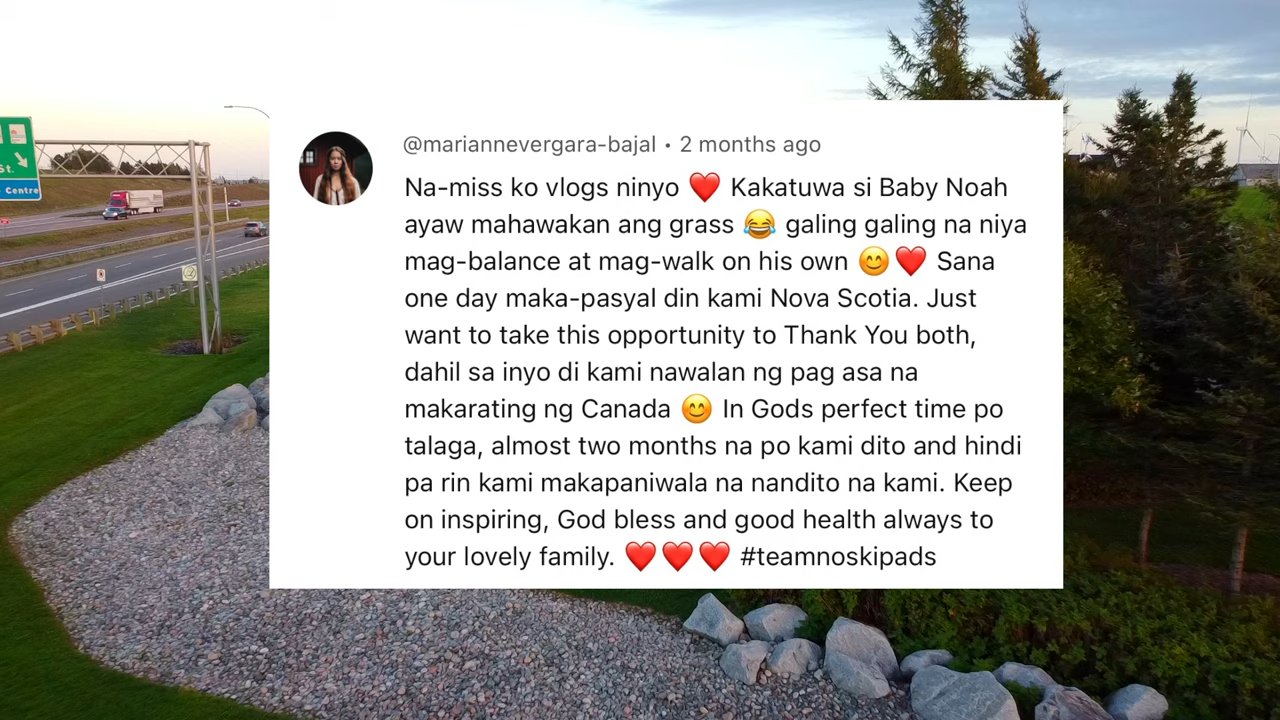 St.
Centre
@mariannevergara-bajal • 2 months ago
Na-miss ko vlogs ninyo ❤️ Kakatuwa si Baby Noah
ayaw mahawakan ang grass 😂 galing galing na niya
mag-balance at mag-walk on his own 😊❤️ Sana
one day maka-pasyal din kami Nova Scotia. Just
want to take this opportunity to Thank You both,
dahil sa inyo di kami nawalan ng pag asa na
makarating ng Canada 😊 In Gods perfect time po
talaga, almost two months na po kami dito and hindi
pa rin kami makapaniwala na nandito na kami. Keep
on inspiring, God bless and good health always to
your lovely family. ❤️❤️❤️ #teamnoskipads